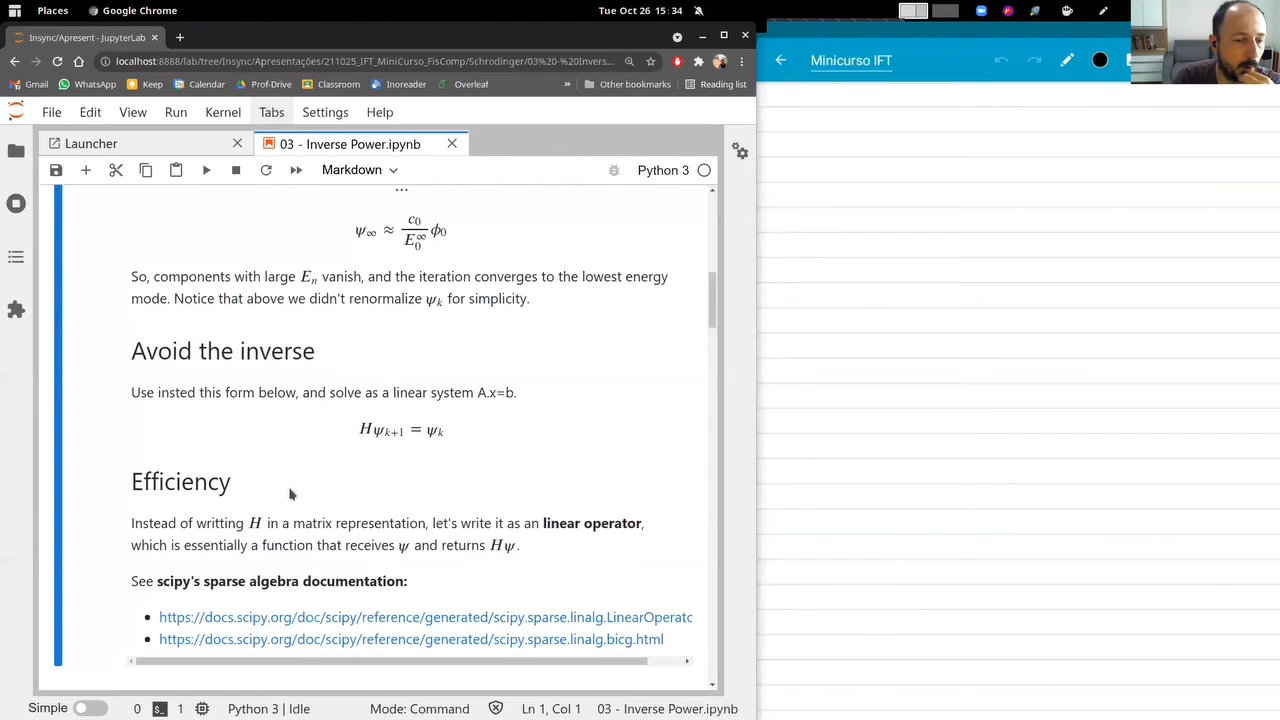 Places
Google Chrome
Tue Oct 26 15:34
Insync/Apresent - JupyterLab
localhost:8888/lab/tree/Insync/Apresentações/211025_IFT_MiniCurso_FisComp/Schrodinger/03%20-%20Invers...
Gmail WhatsApp Keep Calendar Prof-Drive Classroom Inoreader Overleaf » Other bookmarks Reading list
Minicurso IFT
File Edit View Run Kernel Tabs Settings Help
Launcher
03 - Inverse Power.ipynb
Markdown
Python 3
...
ψ∞ ≈ c₀/E₀^∞ ϕ₀
So, components with large Eₙ vanish, and the iteration converges to the lowest energy
mode. Notice that above we didn't renormalize ψₖ for simplicity.
Avoid the inverse
Use insted this form below, and solve as a linear system A.x=b.
Hψₖ₊₁ = ψₖ
Efficiency
Instead of writting H in a matrix representation, let's write it as an linear operator,
which is essentially a function that receives ψ and returns Hψ.
See scipy's sparse algebra documentation:
• https://docs.scipy.org/doc/scipy/reference/generated/scipy.sparse.linalg.LinearOperatc
• https://docs.scipy.org/doc/scipy/reference/generated/scipy.sparse.linalg.bicg.html
Simple 0 1 Python 3 | Idle Mode: Command Ln 1, Col 1 03 - Inverse Power.ipynb